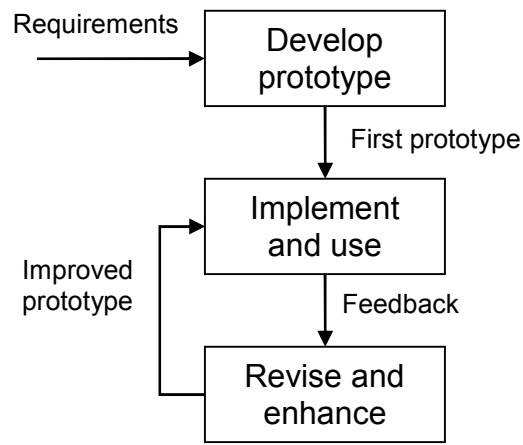 Requirements
Develop
prototype
First prototype
Implement
and use
Improved
prototype
Feedback
Revise and
enhance